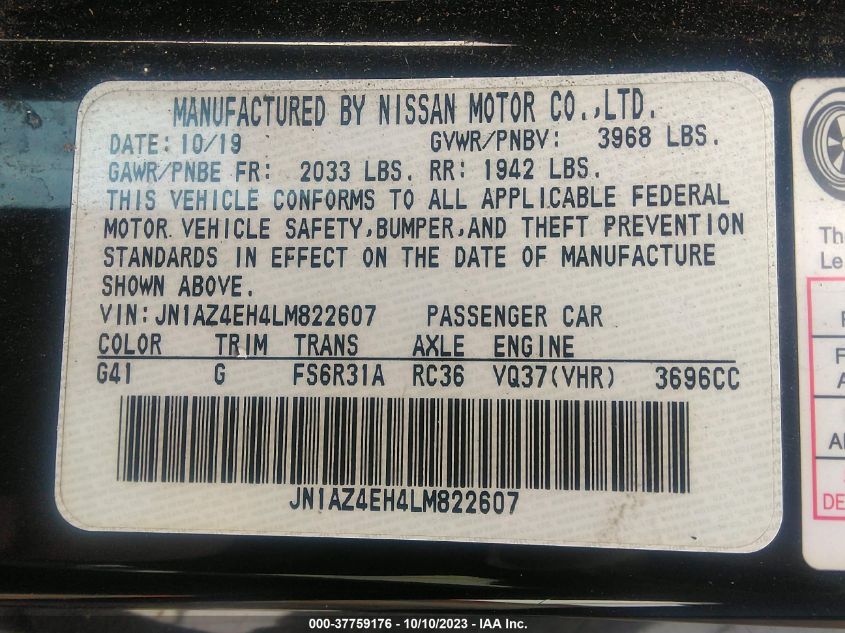 MANUFACTURED BY NISSAN MOTOR CO.,LTD.
DATE: 10/19 GVWR/PNBV: 3968 LBS.
GAWR/PNBE FR: 2033 LBS. RR: 1942 LBS.
THIS VEHICLE CONFORMS TO ALL APPLICABLE FEDERAL
MOTOR VEHICLE SAFETY,BUMPER,AND THEFT PREVENTION
STANDARDS IN EFFECT ON THE DATE OF MANUFACTURE
SHOWN ABOVE.
VIN: JN1AZ4EH4LM822607 PASSENGER CAR
COLOR TRIM TRANS AXLE ENGINE
G41 G FS6R31A RC36 VQ37(VHR) 3696CC
JN1AZ4EH4LM822607
000-37759176 - 10/10/2023 - IAA Inc.